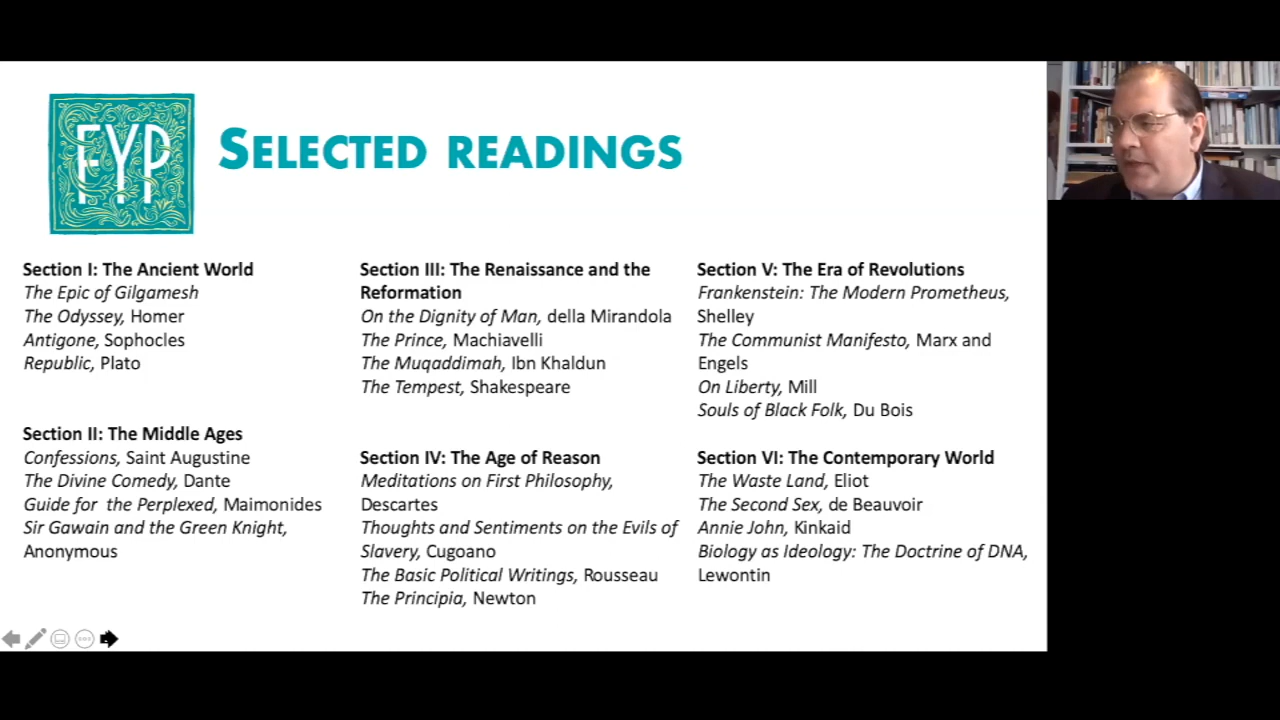 FYP
SELECTED READINGS
Section I: The Ancient World
The Epic of Gilgamesh
The Odyssey, Homer
Antigone, Sophocles
Republic, Plato
Section II: The Middle Ages
Confessions, Saint Augustine
The Divine Comedy, Dante
Guide for the Perplexed, Maimonides
Sir Gawain and the Green Knight,
Anonymous
Section III: The Renaissance and the
Reformation
On the Dignity of Man, della Mirandola
The Prince, Machiavelli
The Muqaddimah, Ibn Khaldun
The Tempest, Shakespeare
Section IV: The Age of Reason
Meditations on First Philosophy,
Descartes
Thoughts and Sentiments on the Evils of
Slavery, Cugoano
The Basic Political Writings, Rousseau
The Principia, Newton
Section V: The Era of Revolutions
Frankenstein: The Modern Prometheus,
Shelley
The Communist Manifesto, Marx and
Engels
On Liberty, Mill
Souls of Black Folk, Du Bois
Section VI: The Contemporary World
The Waste Land, Eliot
The Second Sex, de Beauvoir
Annie John, Kinkaid
Biology as Ideology: The Doctrine of DNA,
Lewontin